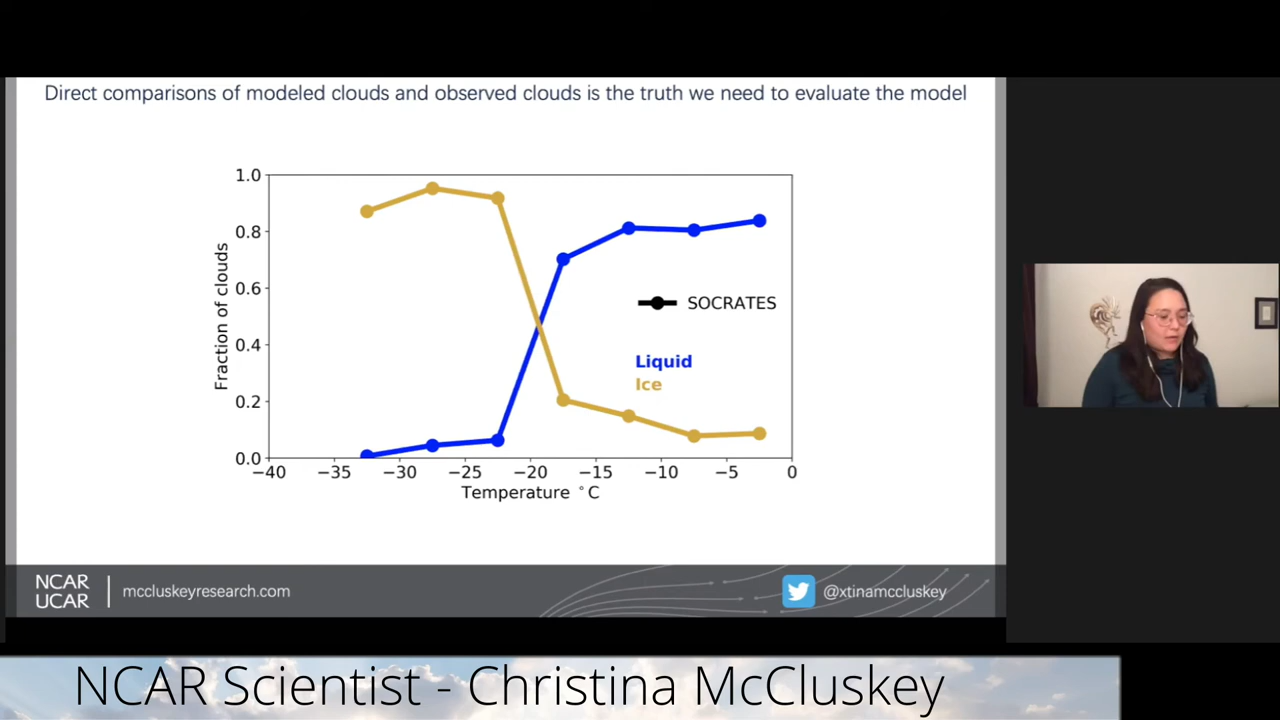 Direct comparisons of modeled clouds and observed clouds is the truth we need to evaluate the model
1.0
0.8
0.6
0.4
0.2
0.0
Fraction of clouds
SOCRATES
Liquid
Ice
−40 −35 −30 −25 −20 −15 −10 −5 0
Temperature °C
NCAR
UCAR
mccluskeyresearch.com
@xtinamccluskey
NCAR Scientist - Christina McCluskey